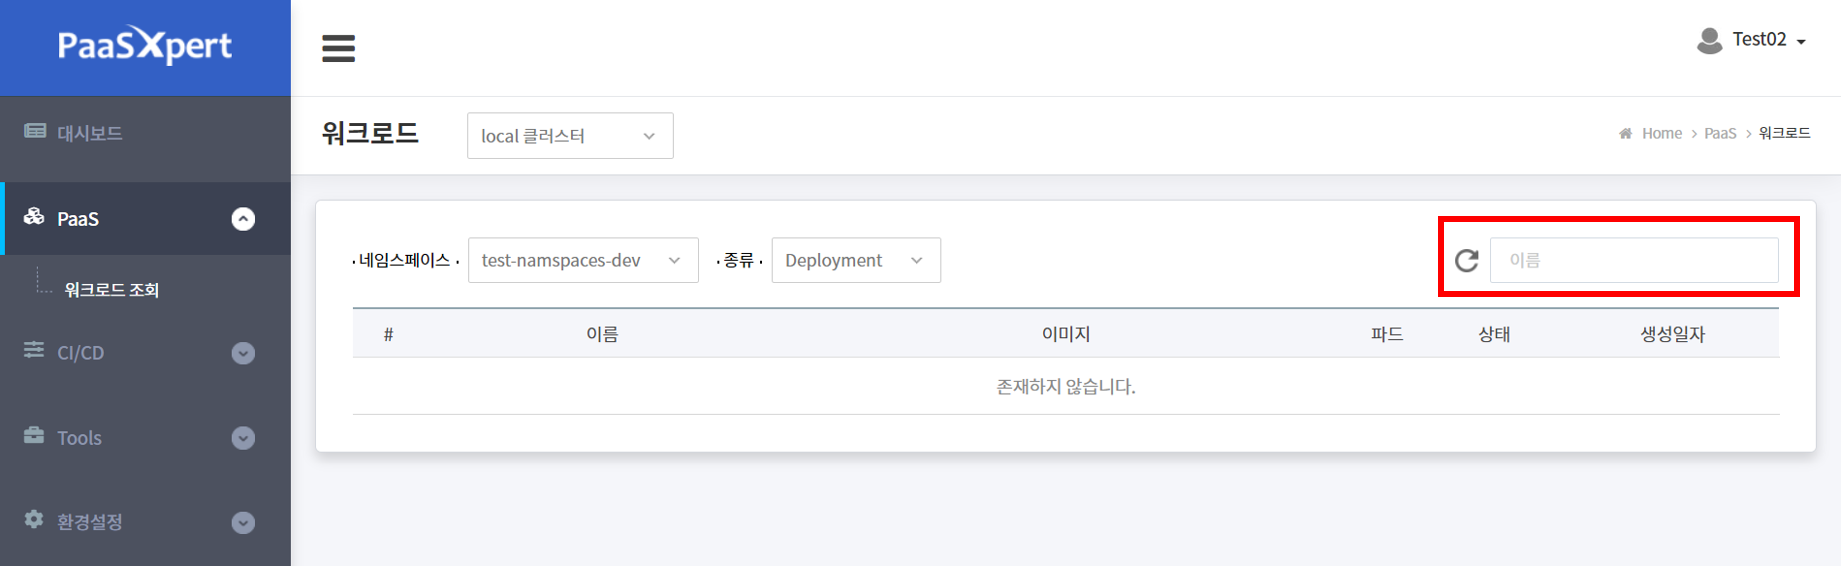 PaaSXpert
Test02
대시보드
PaaS
워크로드 조회
CI/CD
Tools
환경설정
워크로드
local 클러스터
Home > PaaS > 워크로드
· 네임스페이스 ·
test-namspaces-dev
· 종류 ·
Deployment
이름
# 이름 이미지 파드 상태 생성일자
존재하지 않습니다.